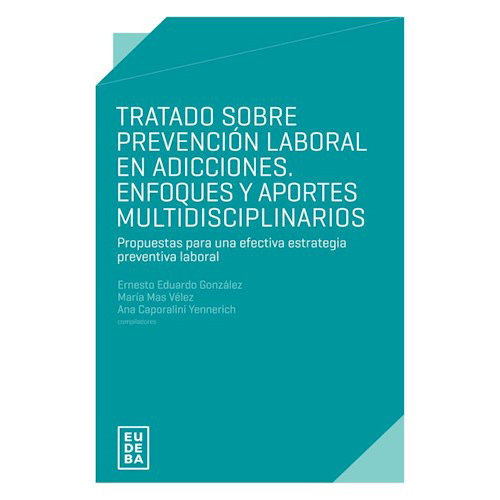 TRATADO SOBRE
PREVENCIÓN LABORAL
EN ADICCIONES.
ENFOQUES Y APORTES
MULTIDISCIPLINARIOS
Propuestas para una efectiva estrategia
preventiva laboral
Ernesto Eduardo González
María Mas Vélez
Ana Caporalini Yennerich
compiladores
EU
DE
BA